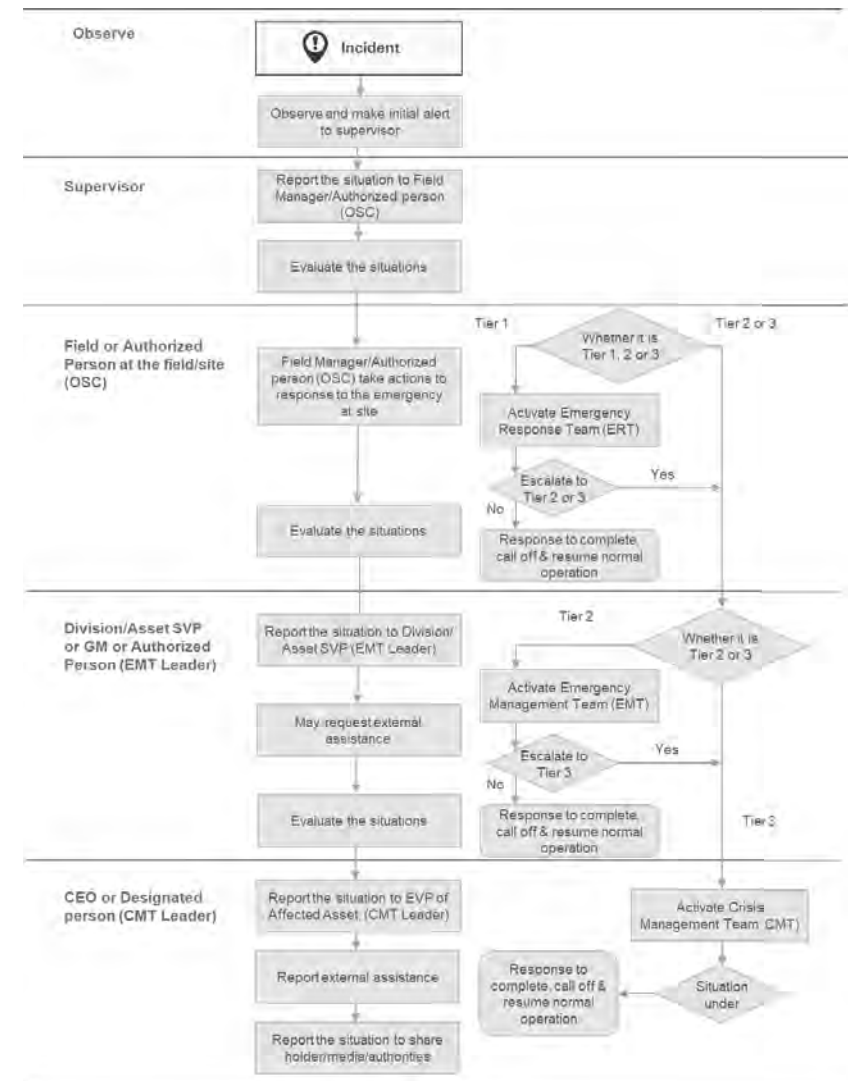 Observe
Incident
Observe and make initial alert
to supervisor
Supervisor
Report the situation to Field
Manager/Authorized person
(OSC)
Evaluate the situations
Field or Authorized
Person at the field/site
(OSC)
Field Manager/Authorized
person (OSC) take actions to
response to the emergency
at site
Evaluate the situations
Tier 1
Whether it is
Tier 1, 2 or 3
Tier 2 or 3
Activate Emergency
Response Team (ERT)
Escalate to
Tier 2 or 3
Yes
No
Response to complete,
call off & resume normal
operation
Division/Asset SVP
or GM or Authorized
Person (EMT Leader)
Report the situation to Division/
Asset SVP (EMT Leader)
May request external
assistance
Evaluate the situations
Tier 2
Whether it is
Tier 2 or 3
Activate Emergency
Management Team (EMT)
Escalate to
Tier 3
Yes
No
Response to complete,
call off & resume normal
operation
Tier 3
CEO or Designated
person (CMT Leader)
Report the situation to EVP of
Affected Asset (CMT Leader)
Report external assistance
Report the situation to share
holder/media/authorities
Activate Crisis
Management Team CMT)
Situation
under
Response to
complete, call off &
resume normal
operation